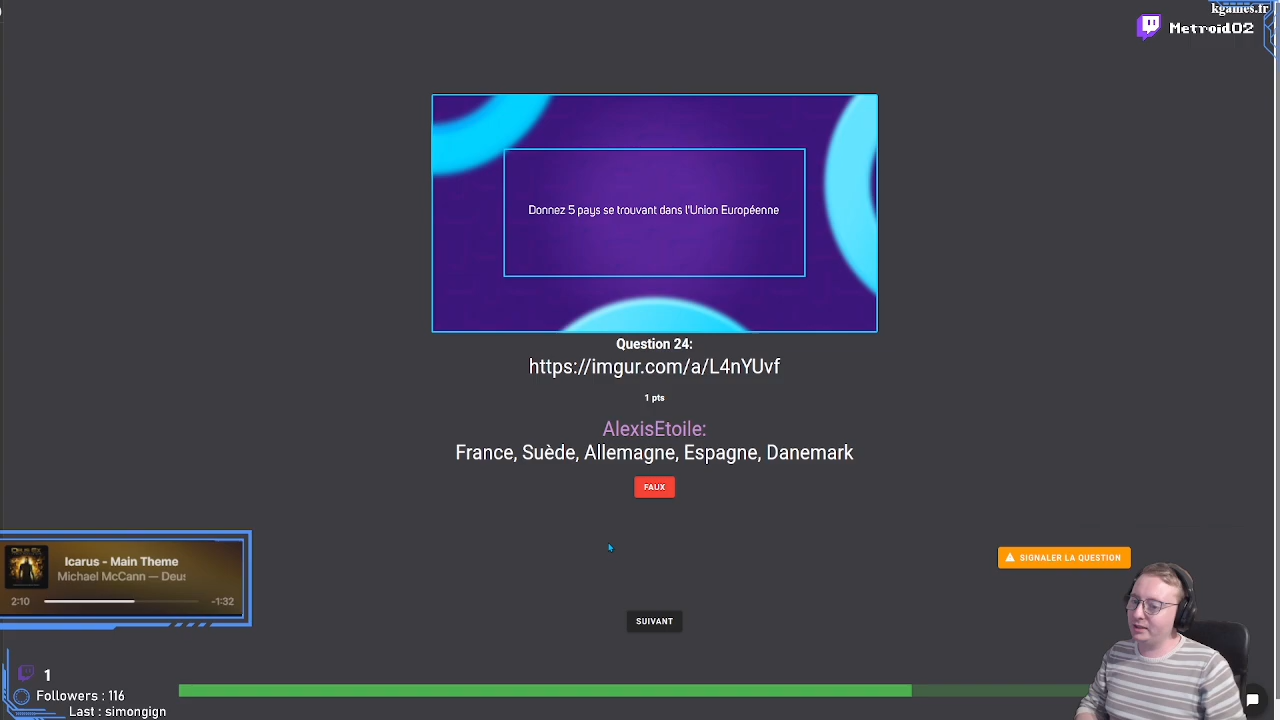 kgames.fr
Metroid02
Donnez 5 pays se trouvant dans l'Union Européenne
Question 24:
https://imgur.com/a/L4nYUvf
1 pts
AlexisEtoile:
France, Suède, Allemagne, Espagne, Danemark
FAUX
Icarus - Main Theme
Michael McCann — Deus
2:10
-1:32
SIGNALER LA QUESTION
SUIVANT
1
Followers : 116
Last : simongign